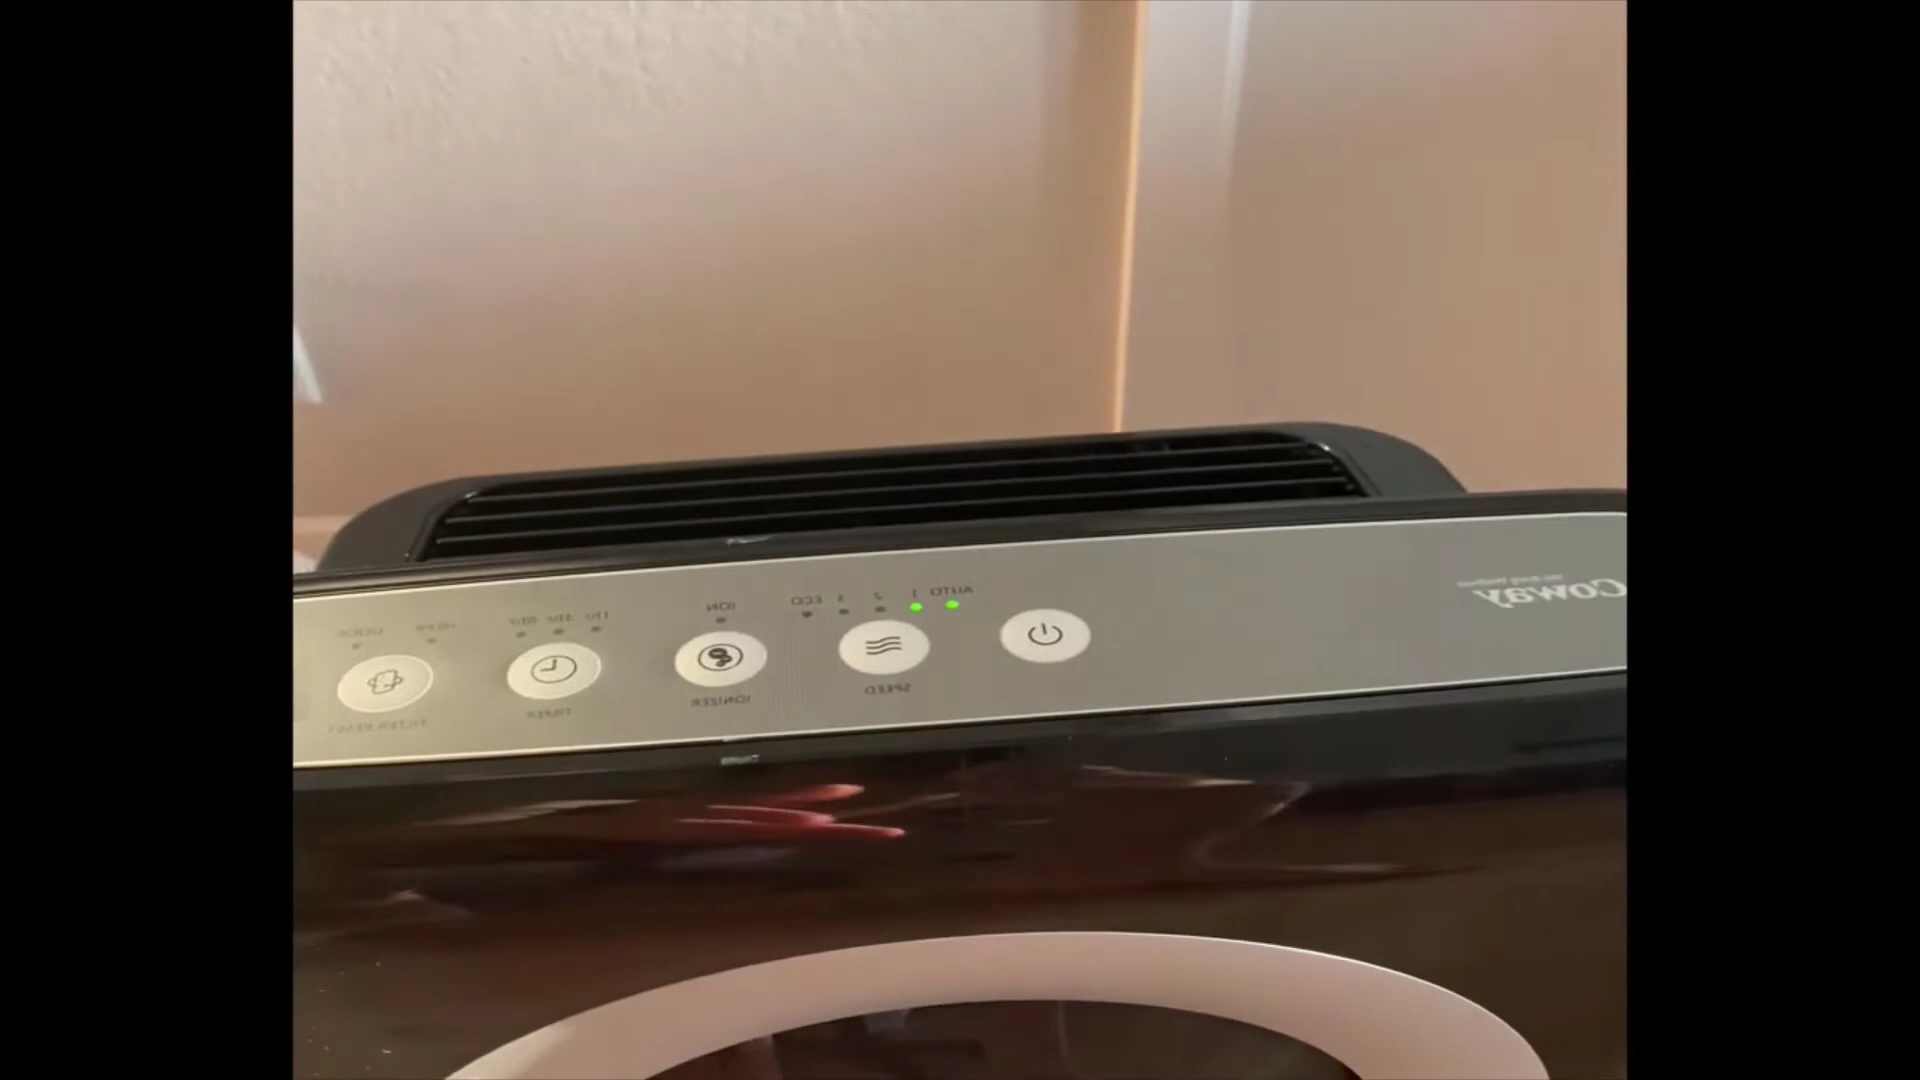 Coway
AUTO 1 2 3 ECO
ION
1hr 4hr 8hr
SPEED
IONIZER
TIMER
FILTER RESET